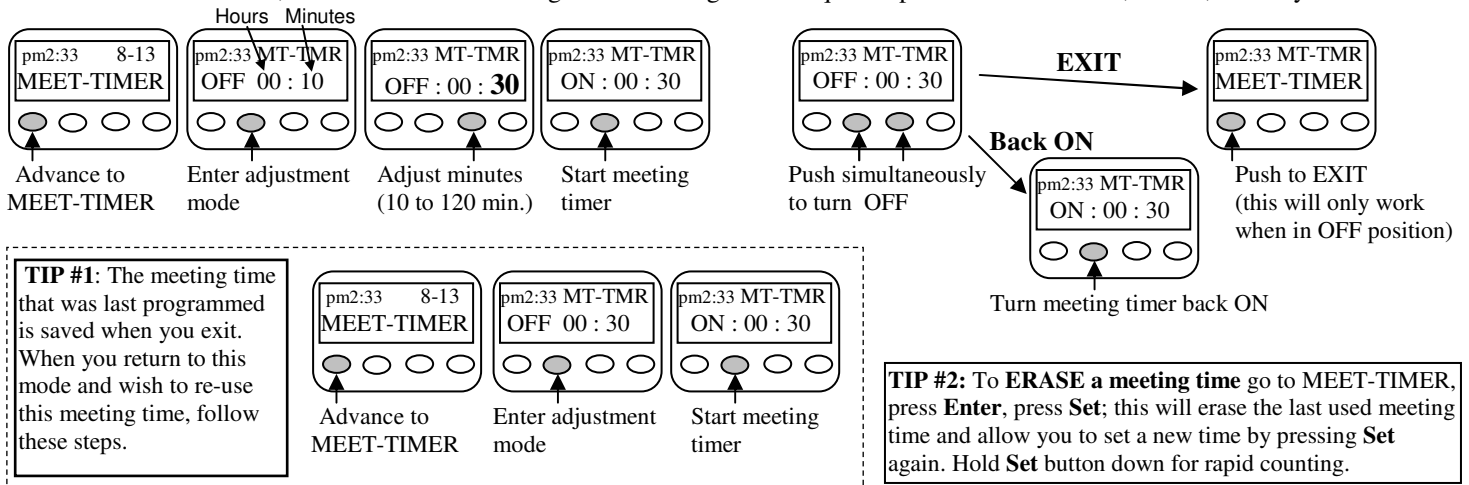 Hours Minutes
pm2:33 8-13
MEET-TIMER
pm2:33 MT-TMR
OFF 00 : 10
pm2:33 MT-TMR
OFF : 00 : 30
pm2:33 MT-TMR
ON : 00 : 30
Advance to
MEET-TIMER
Enter adjustment
mode
Adjust minutes
(10 to 120 min.)
Start meeting
timer
pm2:33 MT-TMR
OFF : 00 : 30
Push simultaneously
to turn OFF
EXIT
Back ON
pm2:33 MT-TMR
MEET-TIMER
Push to EXIT
(this will only work
when in OFF position)
pm2:33 MT-TMR
ON : 00 : 30
Turn meeting timer back ON
TIP #1: The meeting time
that was last programmed
is saved when you exit.
When you return to this
mode and wish to re-use
this meeting time, follow
these steps.
pm2:33 8-13
MEET-TIMER
pm2:33 MT-TMR
OFF 00 : 30
pm2:33 MT-TMR
ON : 00 : 30
Advance to
MEET-TIMER
Enter adjustment
mode
Start meeting
timer
TIP #2: To ERASE a meeting time go to MEET-TIMER,
press Enter, press Set; this will erase the last used meeting
time and allow you to set a new time by pressing Set
again. Hold Set button down for rapid counting.